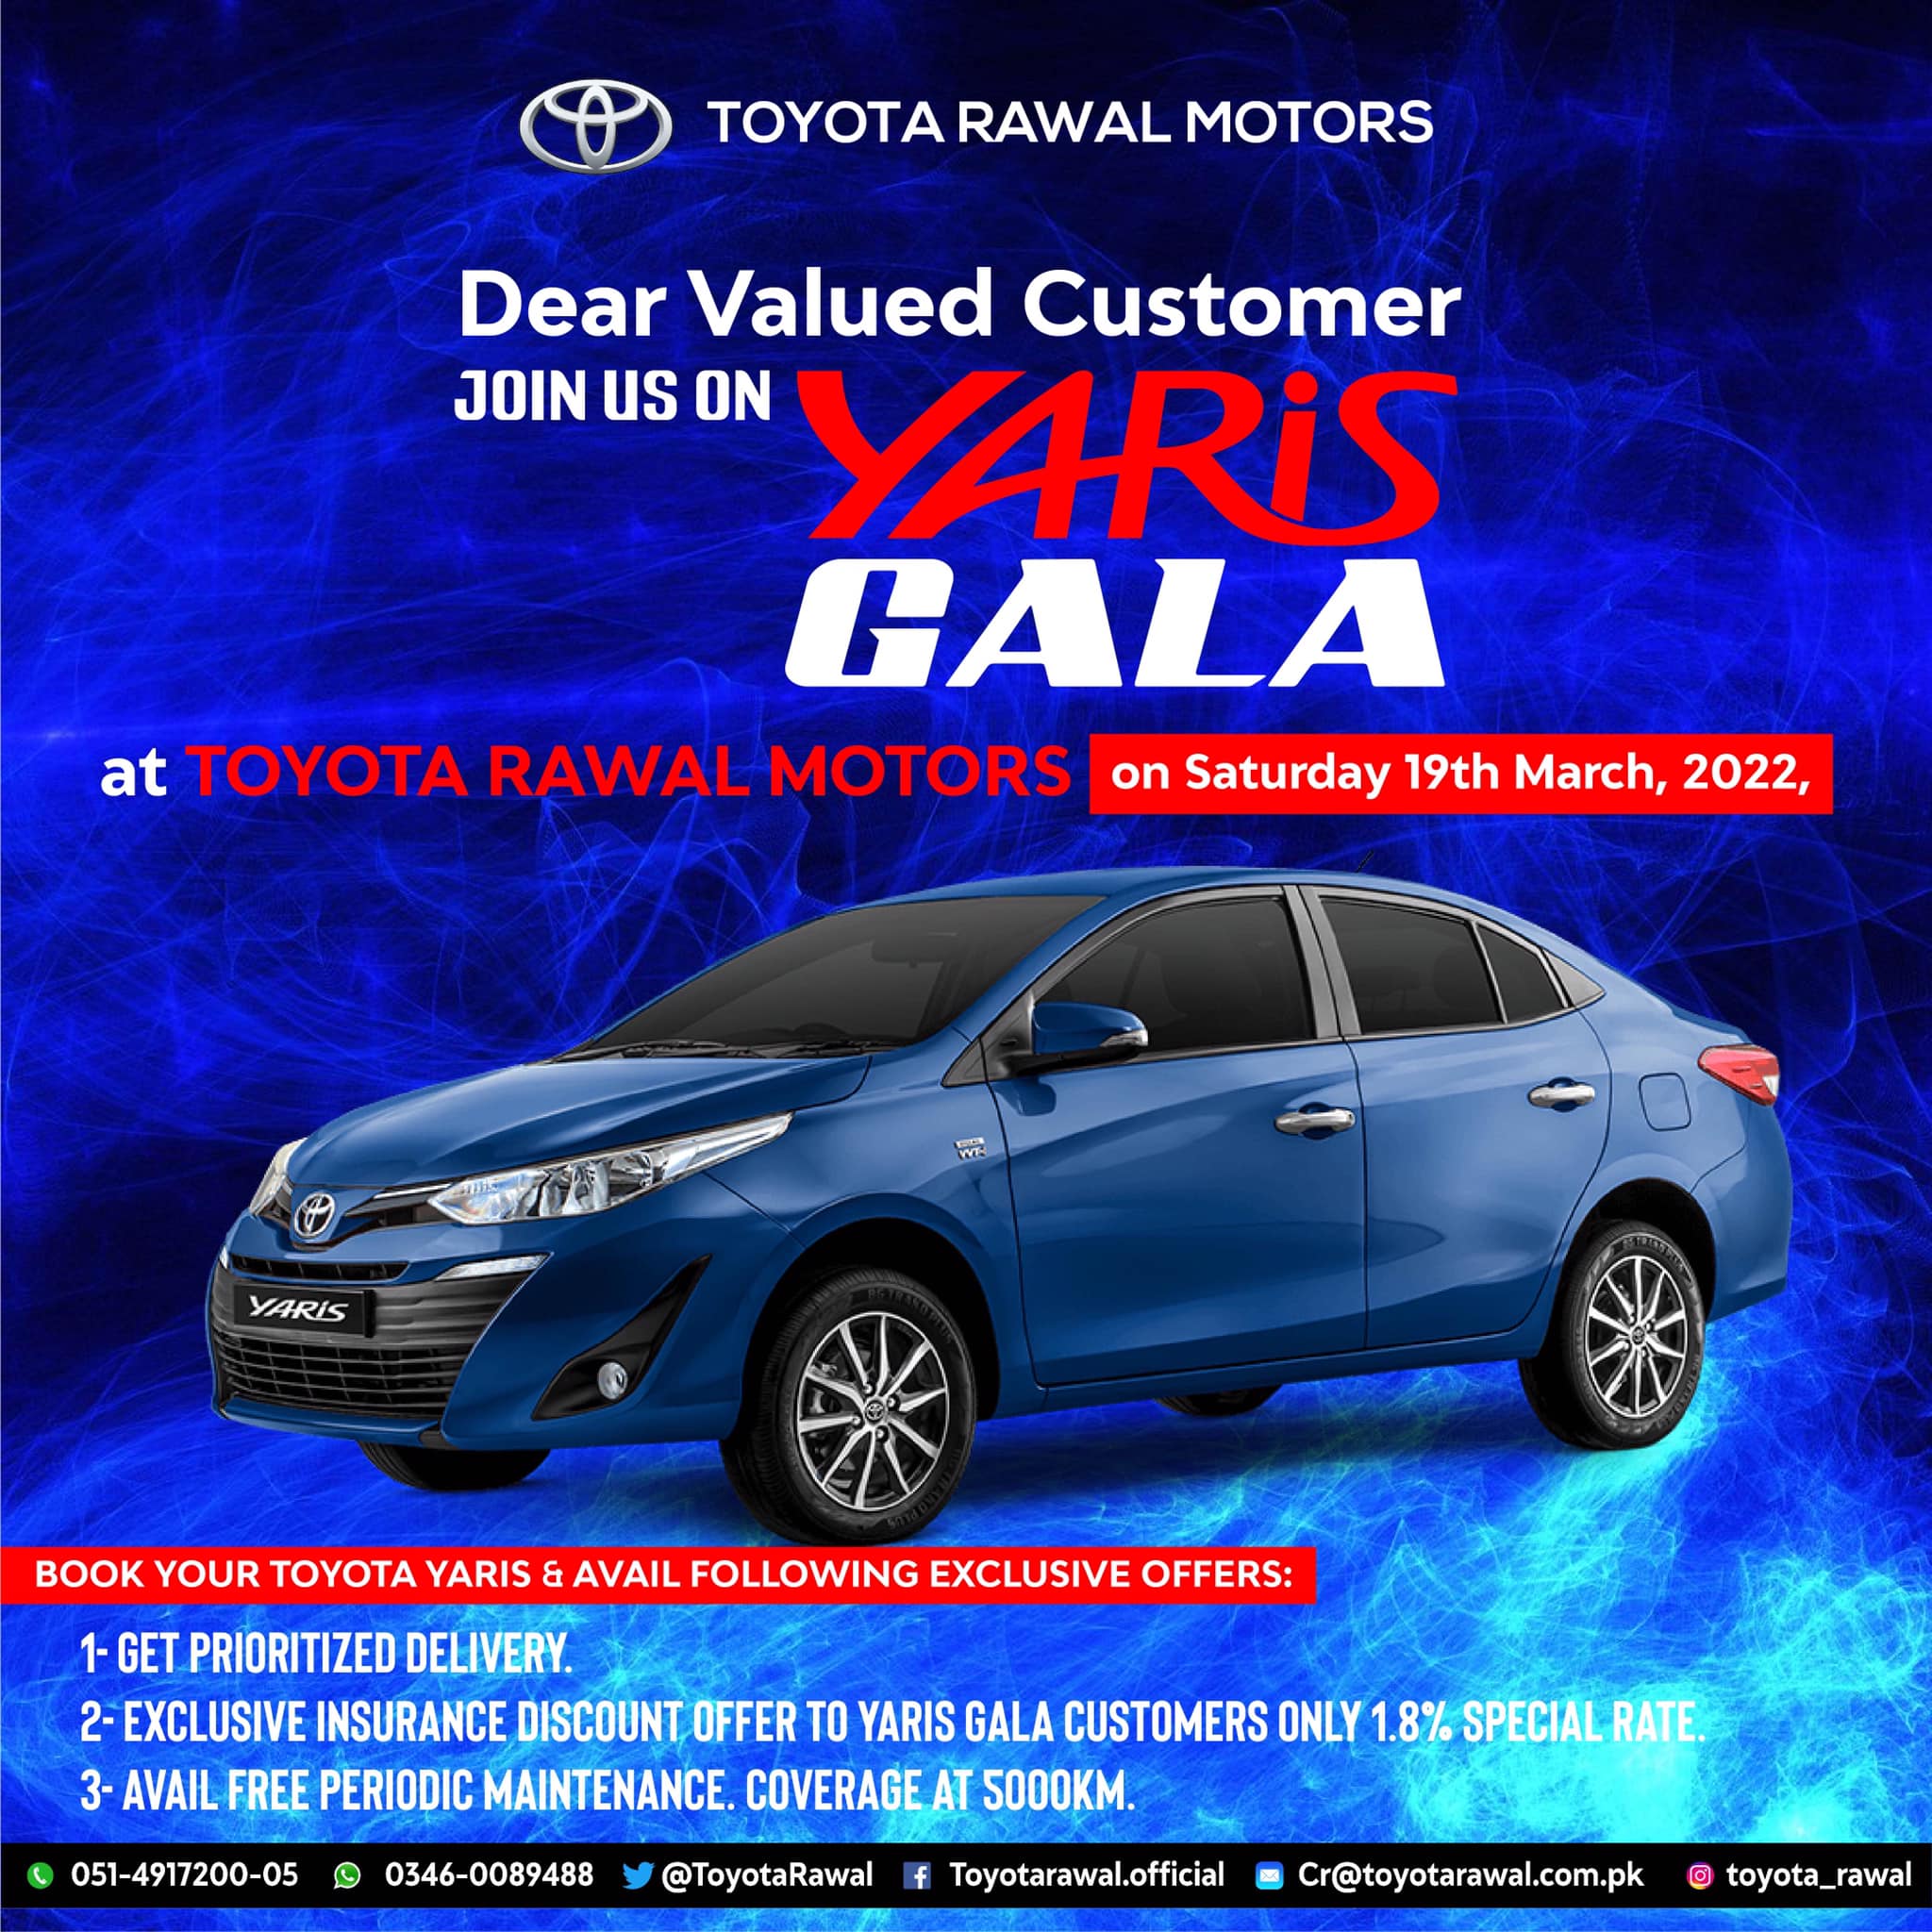 TOYOTA RAWAL MOTORS
Dear Valued Customer
JOIN US ON YARIS
GALA
at TOYOTA RAWAL MOTORS on Saturday 19th March, 2022,
YARIS
BOOK YOUR TOYOTA YARIS & AVAIL FOLLOWING EXCLUSIVE OFFERS:
1- GET PRIORITIZED DELIVERY.
2- EXCLUSIVE INSURANCE DISCOUNT OFFER TO YARIS GALA CUSTOMERS ONLY 1.8% SPECIAL RATE.
3- AVAIL FREE PERIODIC MAINTENANCE. COVERAGE AT 5000KM.
051-4917200-05 0346-0089488 @ToyotaRawal Toyotarawal.official Cr@toyotarawal.com.pk toyota_rawal